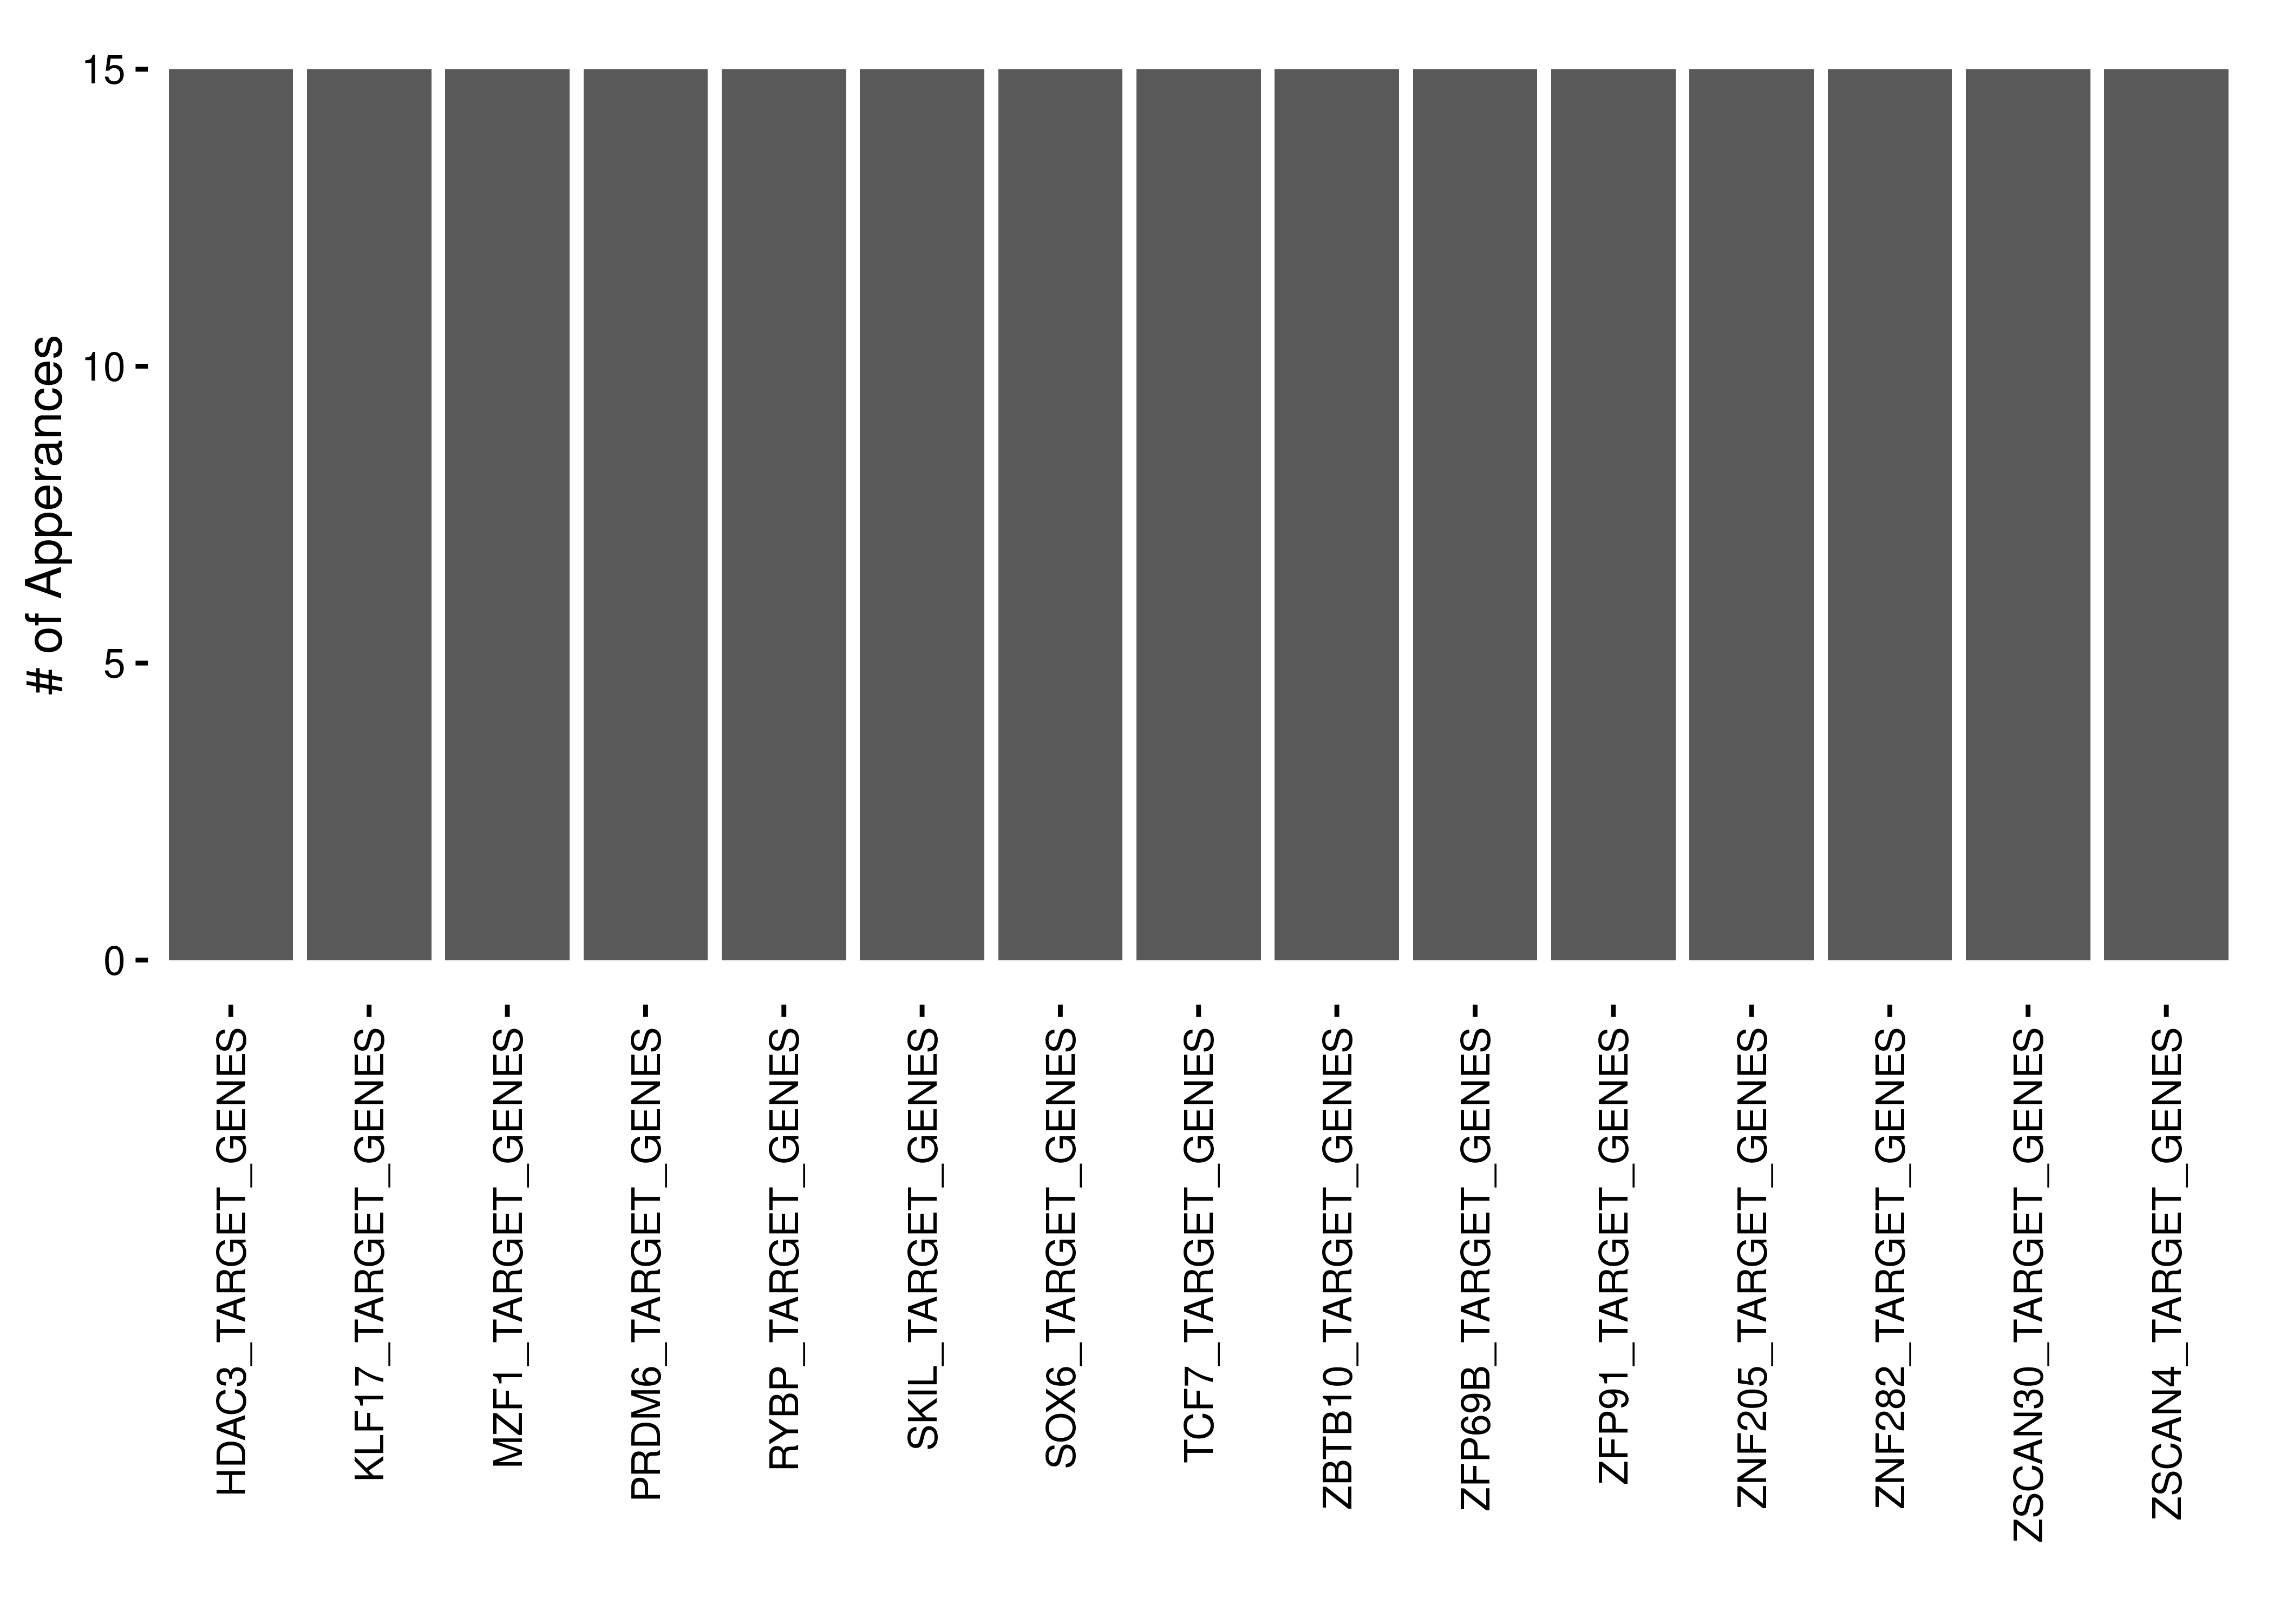 # of Apperances
15
10
5
0
HDAC3_TARGET_GENES
KLF17_TARGET_GENES
MZF1_TARGET_GENES
PRDM6_TARGET_GENES
RYBP_TARGET_GENES
SKIL_TARGET_GENES
SOX6_TARGET_GENES
TCF7_TARGET_GENES
ZBTB10_TARGET_GENES
ZFP69B_TARGET_GENES
ZFP91_TARGET_GENES
ZNF205_TARGET_GENES
ZNF282_TARGET_GENES
ZSCAN30_TARGET_GENES
ZSCAN4_TARGET_GENES